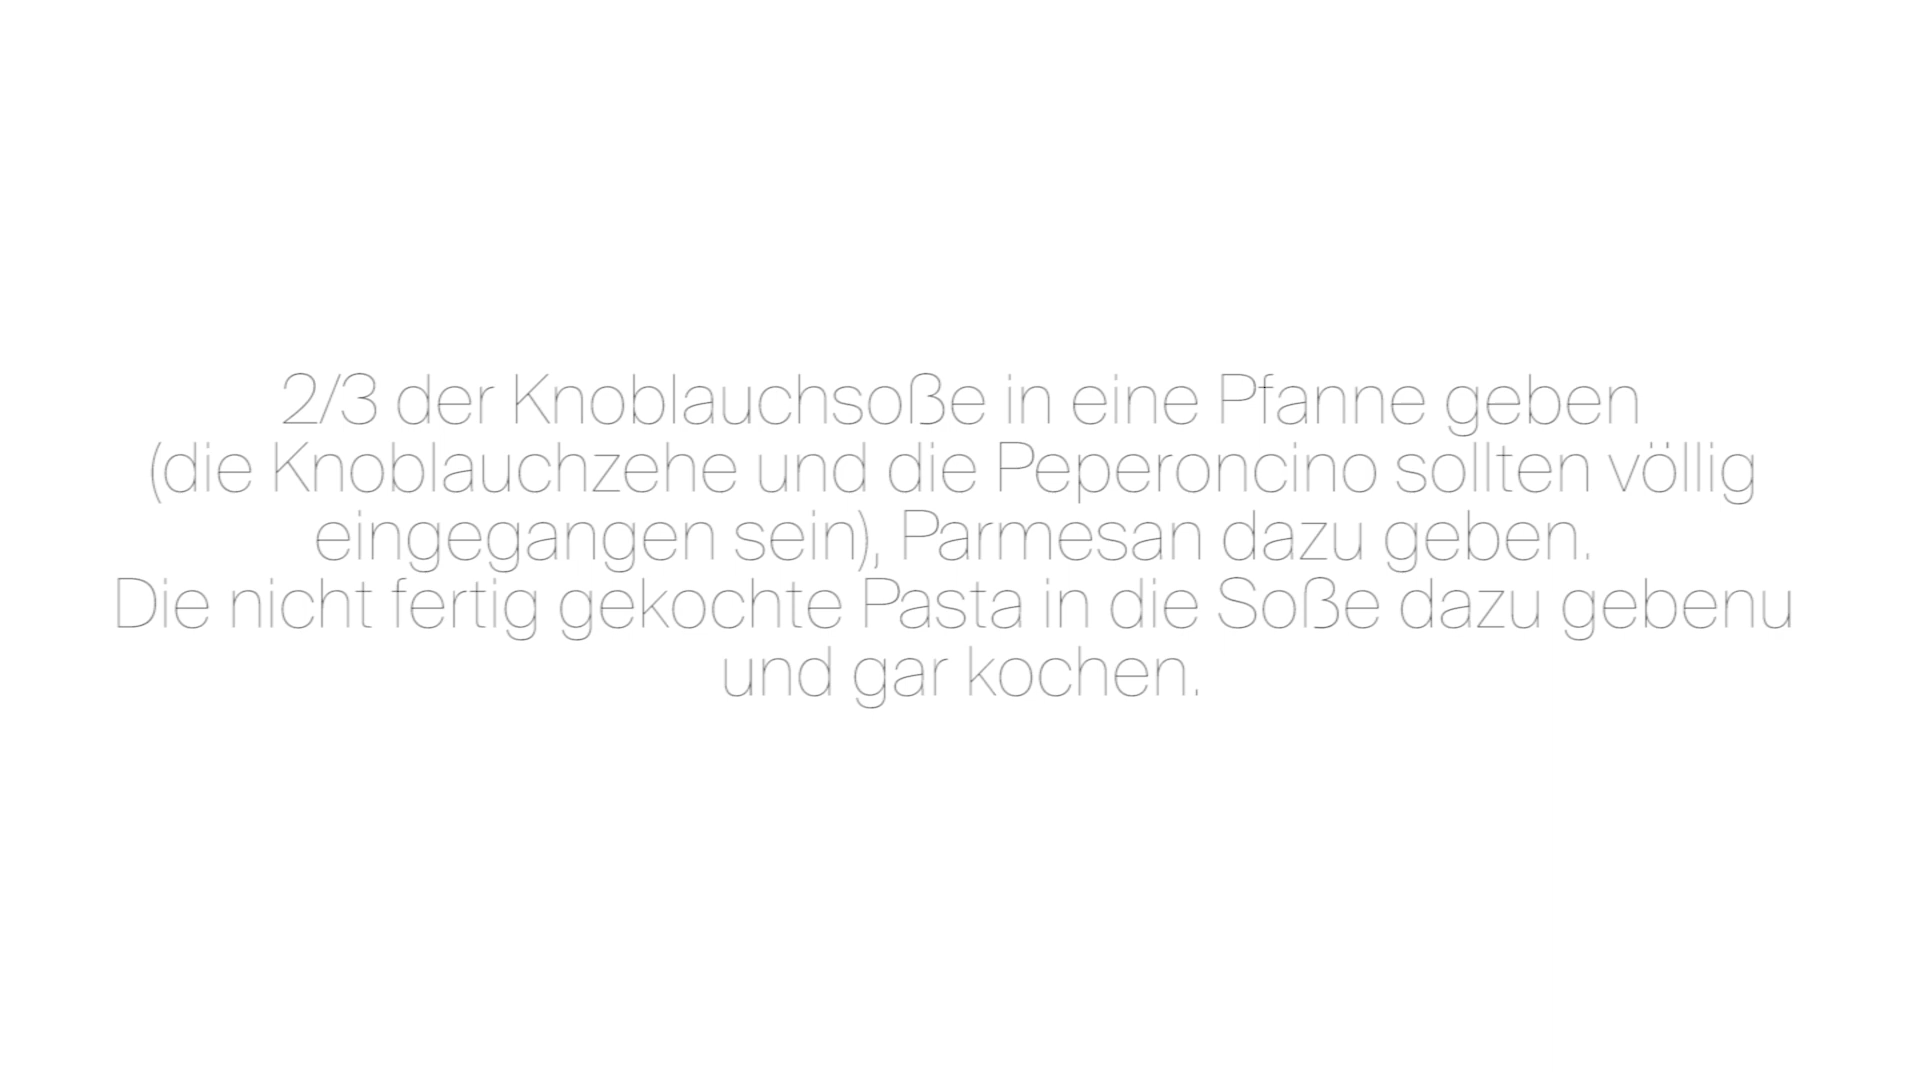 2/3 der Knoblauchsoße in eine Pfanne geben
(die Knoblauchzehe und die Peperoncino sollten völlig
eingegangen sein), Parmesan dazu geben.
Die nicht fertig gekochte Pasta in die Soße dazu gebenu
und gar kochen.